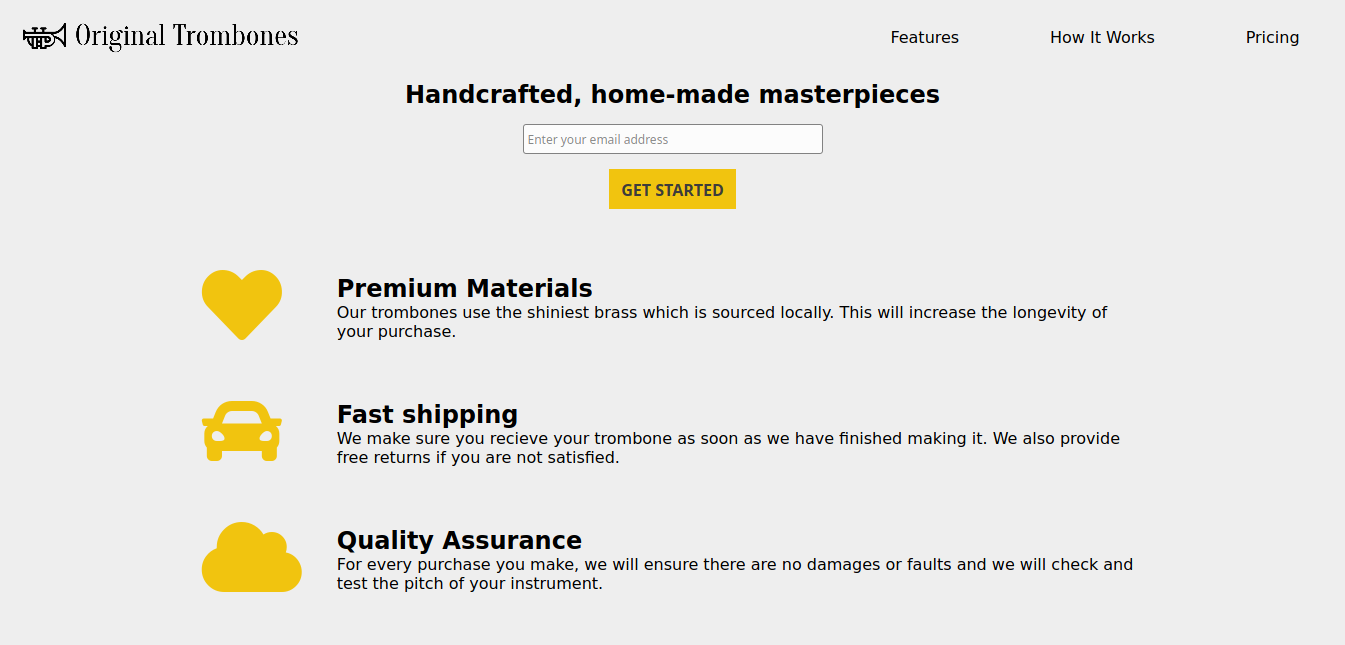 Original Trombones
Features
How It Works
Pricing
Handcrafted, home-made masterpieces
Enter your email address
GET STARTED
Premium Materials
Our trombones use the shiniest brass which is sourced locally. This will increase the longevity of
your purchase.
Fast shipping
We make sure you recieve your trombone as soon as we have finished making it. We also provide
free returns if you are not satisfied.
Quality Assurance
For every purchase you make, we will ensure there are no damages or faults and we will check and
test the pitch of your instrument.